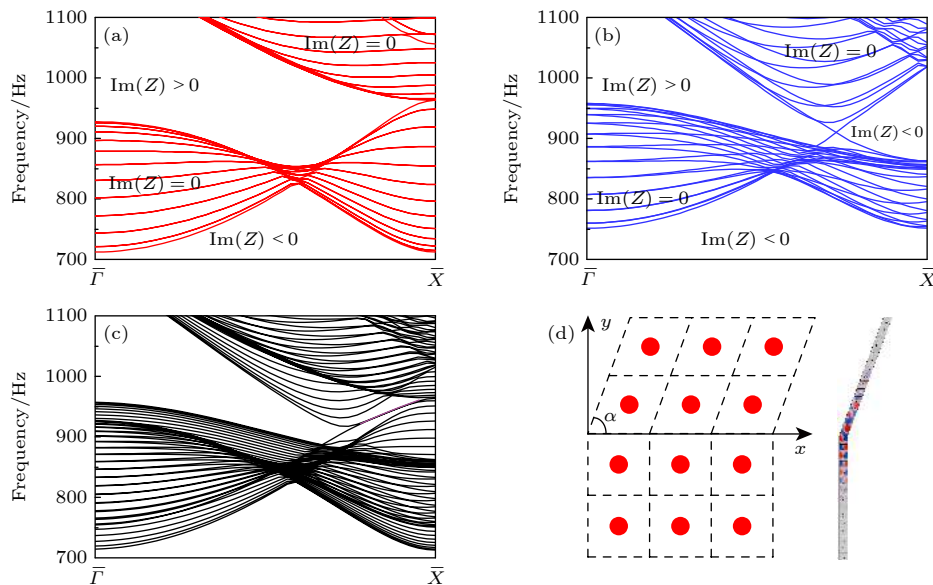 (a)
Frequency/Hz
1100
1000
900
800
700
Im(Z) = 0
Im(Z) > 0
Im(Z) = 0
Im(Z) < 0
Γ̅
X̅
(b)
Frequency/Hz
1100
1000
900
800
700
Im(Z) = 0
Im(Z) > 0
Im(Z) < 0
Im(Z) = 0
Im(Z) < 0
Γ̅
X̅
(c)
Frequency/Hz
1100
1000
900
800
700
Γ̅
X̅
(d)
y
α
x